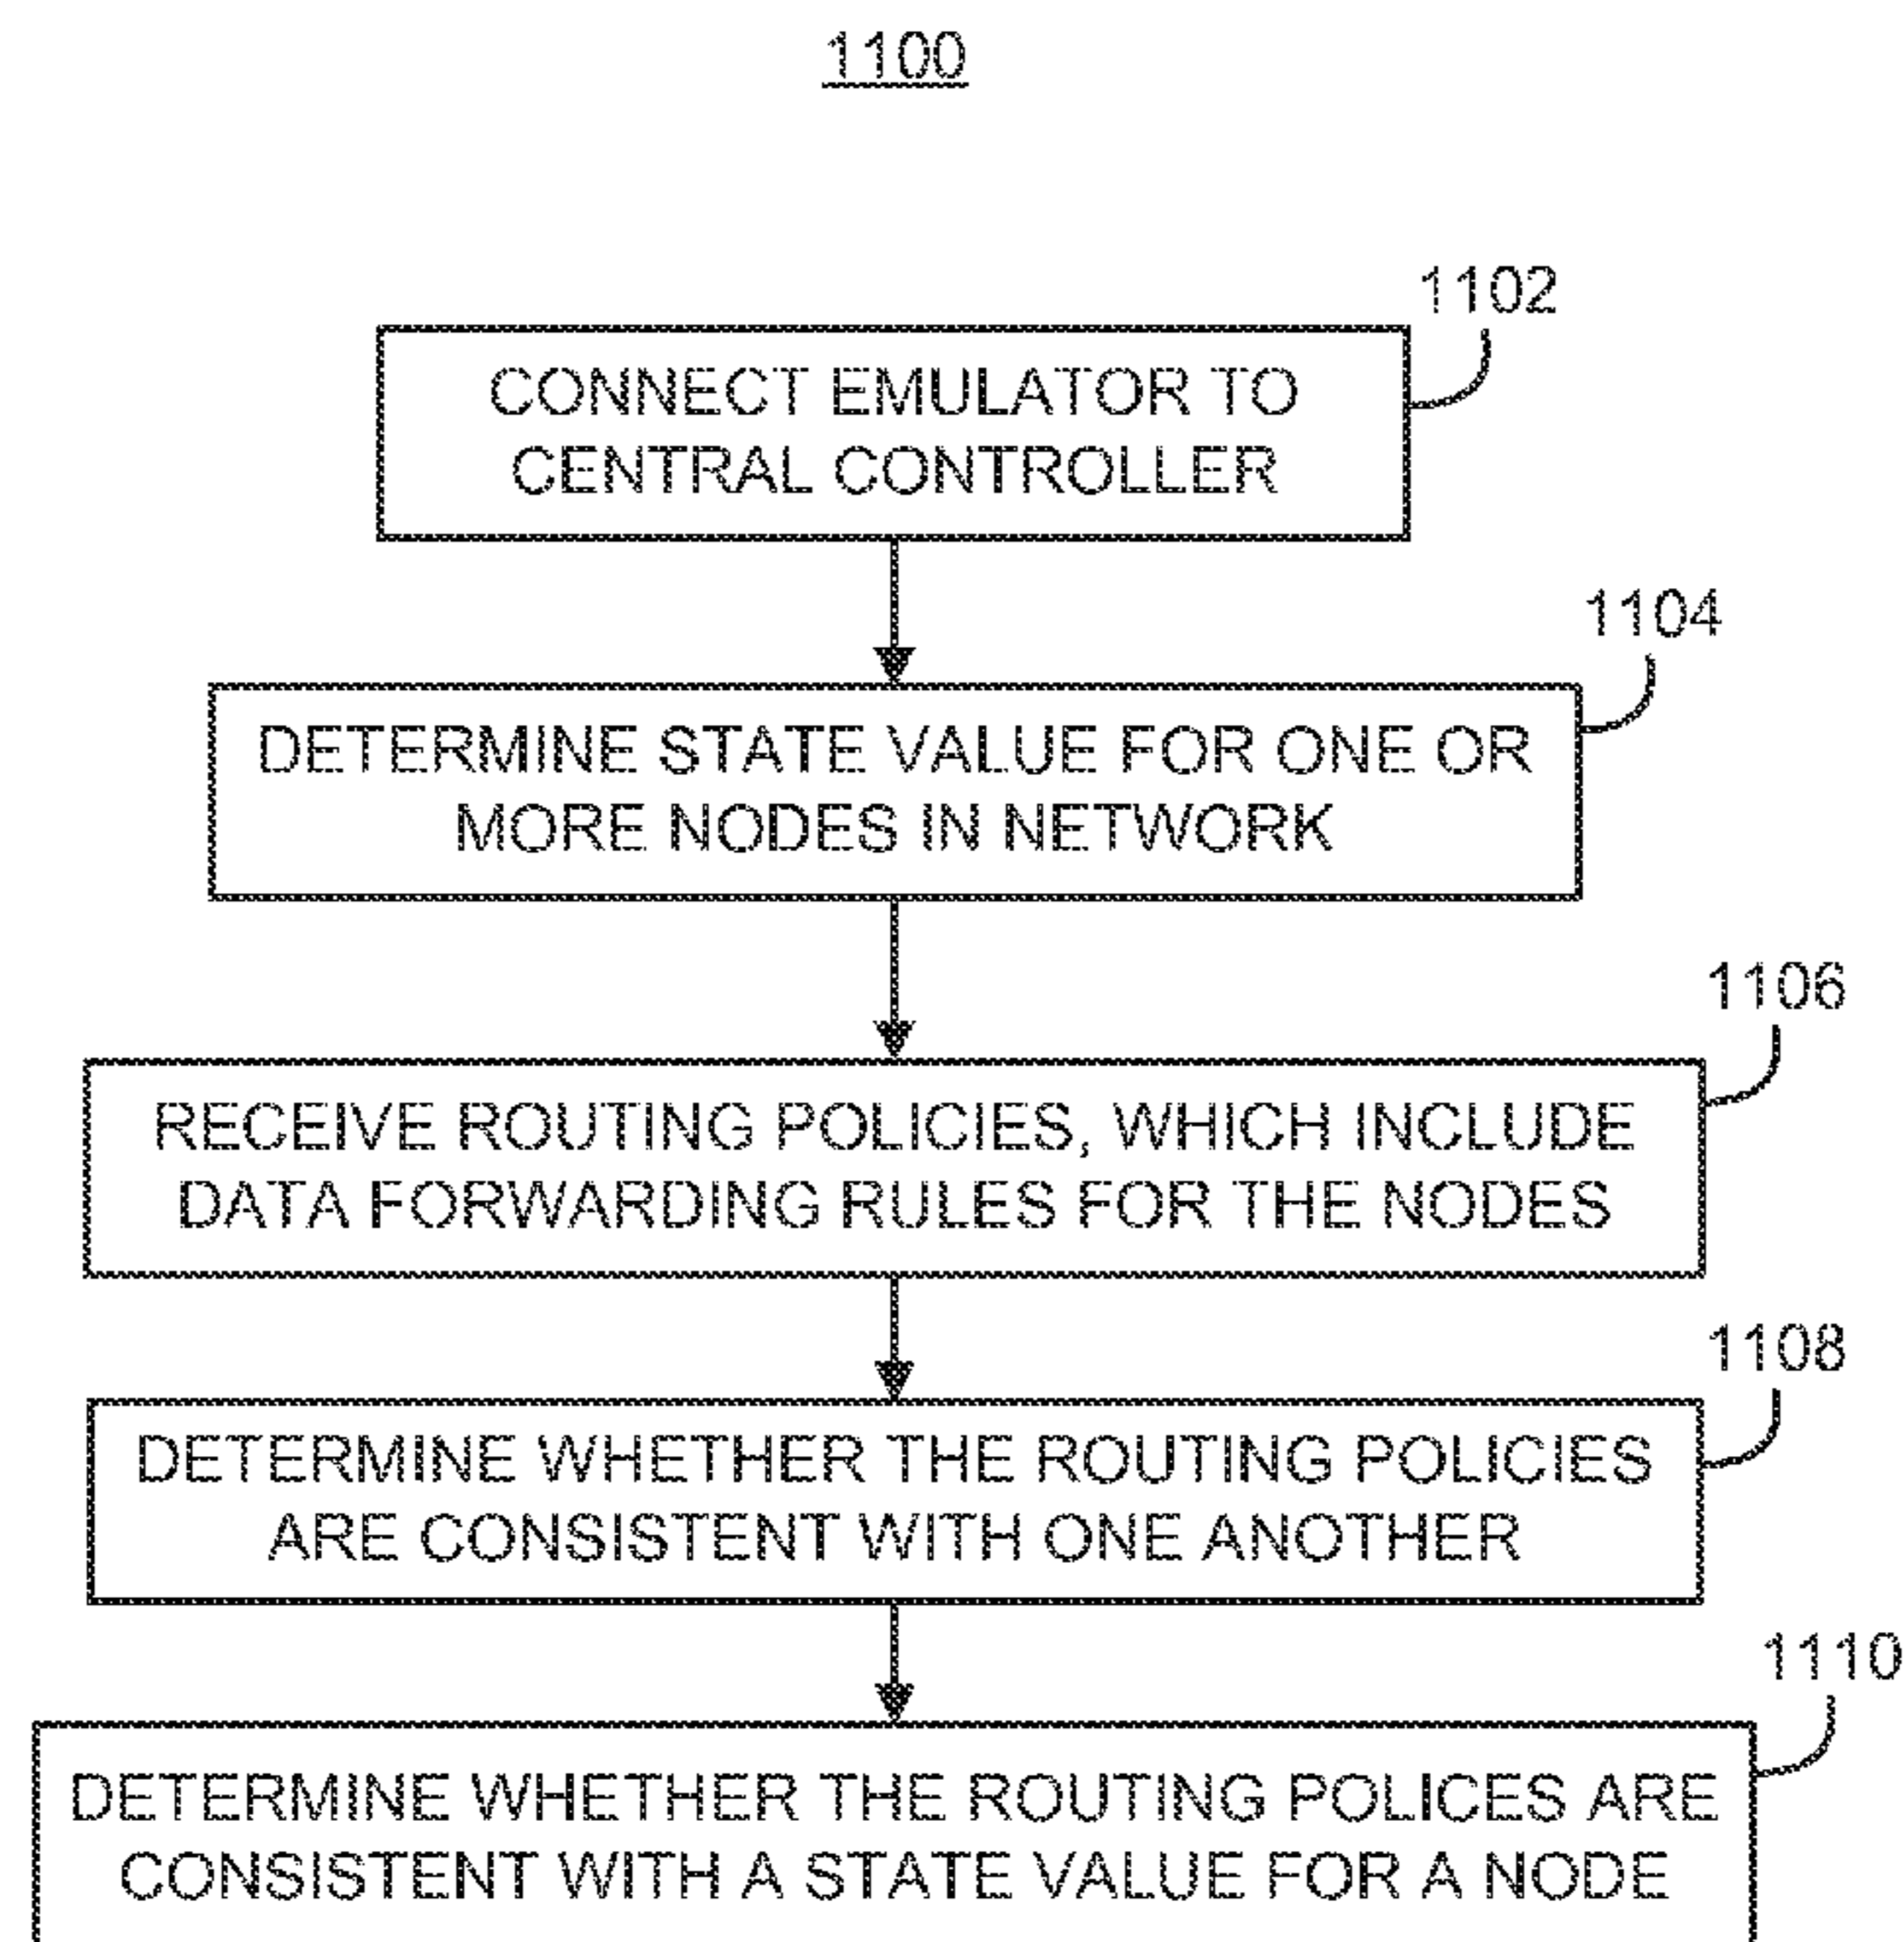 1100
1102
CONNECT EMULATOR TO
CENTRAL CONTROLLER
1104
DETERMINE STATE VALUE FOR ONE OR
MORE NODES IN NETWORK
1106
RECEIVE ROUTING POLICIES, WHICH INCLUDE
DATA FORWARDING RULES FOR THE NODES
1108
DETERMINE WHETHER THE ROUTING POLICIES
ARE CONSISTENT WITH ONE ANOTHER
1110
DETERMINE WHETHER THE ROUTING POLICES ARE
CONSISTENT WITH A STATE VALUE FOR A NODE